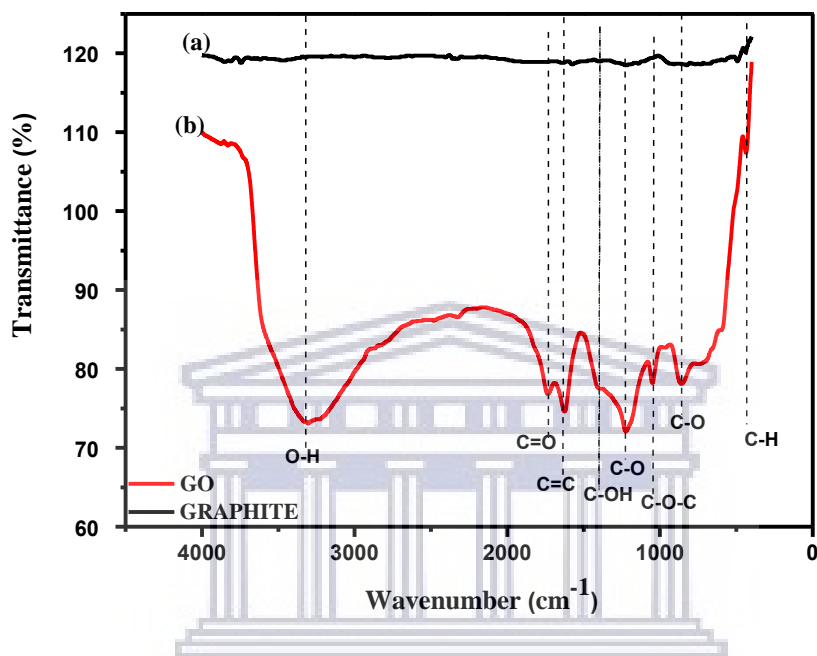 120
(a)
(b)
110
100
90
80
70
60
Transmittance (%)
O-H
C=O
C=C
C-OH
C-O
C-O-C
C-O
C-H
GO
GRAPHITE
4000 3000 2000 1000 0
Wavenumber (cm⁻¹)